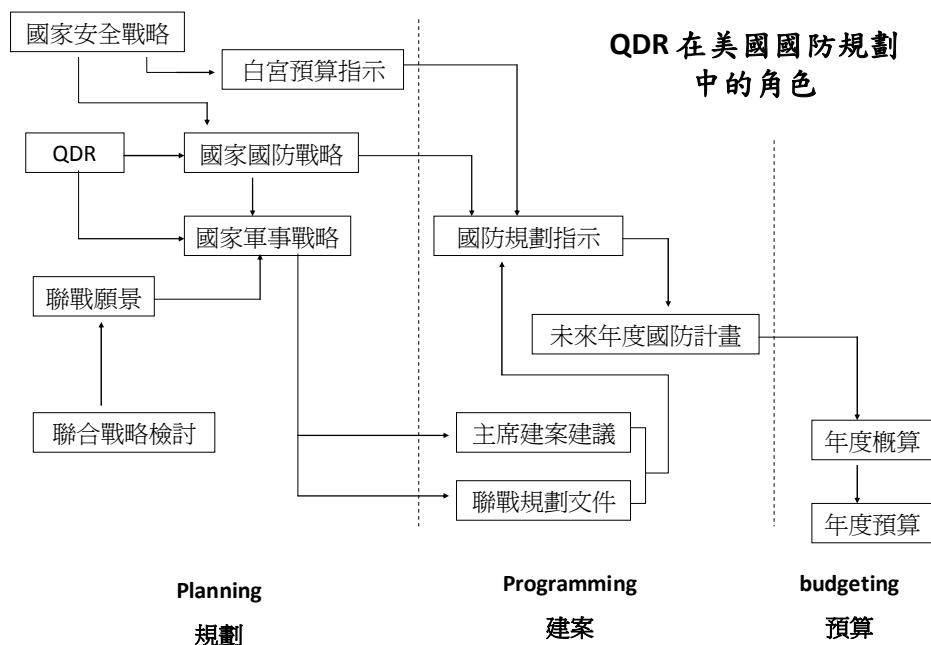 QDR 在美國國防規劃
中的角色
國家安全戰略
白宮預算指示
QDR
國家國防戰略
國家軍事戰略
國防規劃指示
聯戰願景
未來年度國防計畫
聯合戰略檢討
主席建案建議
年度概算
聯戰規劃文件
年度預算
Planning
Programming
budgeting
規劃
建案
預算